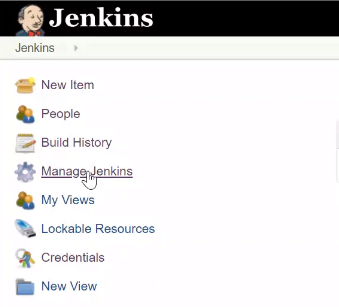 Jenkins
Jenkins
New Item
People
Build History
Manage Jenkins
My Views
Lockable Resources
Credentials
New View